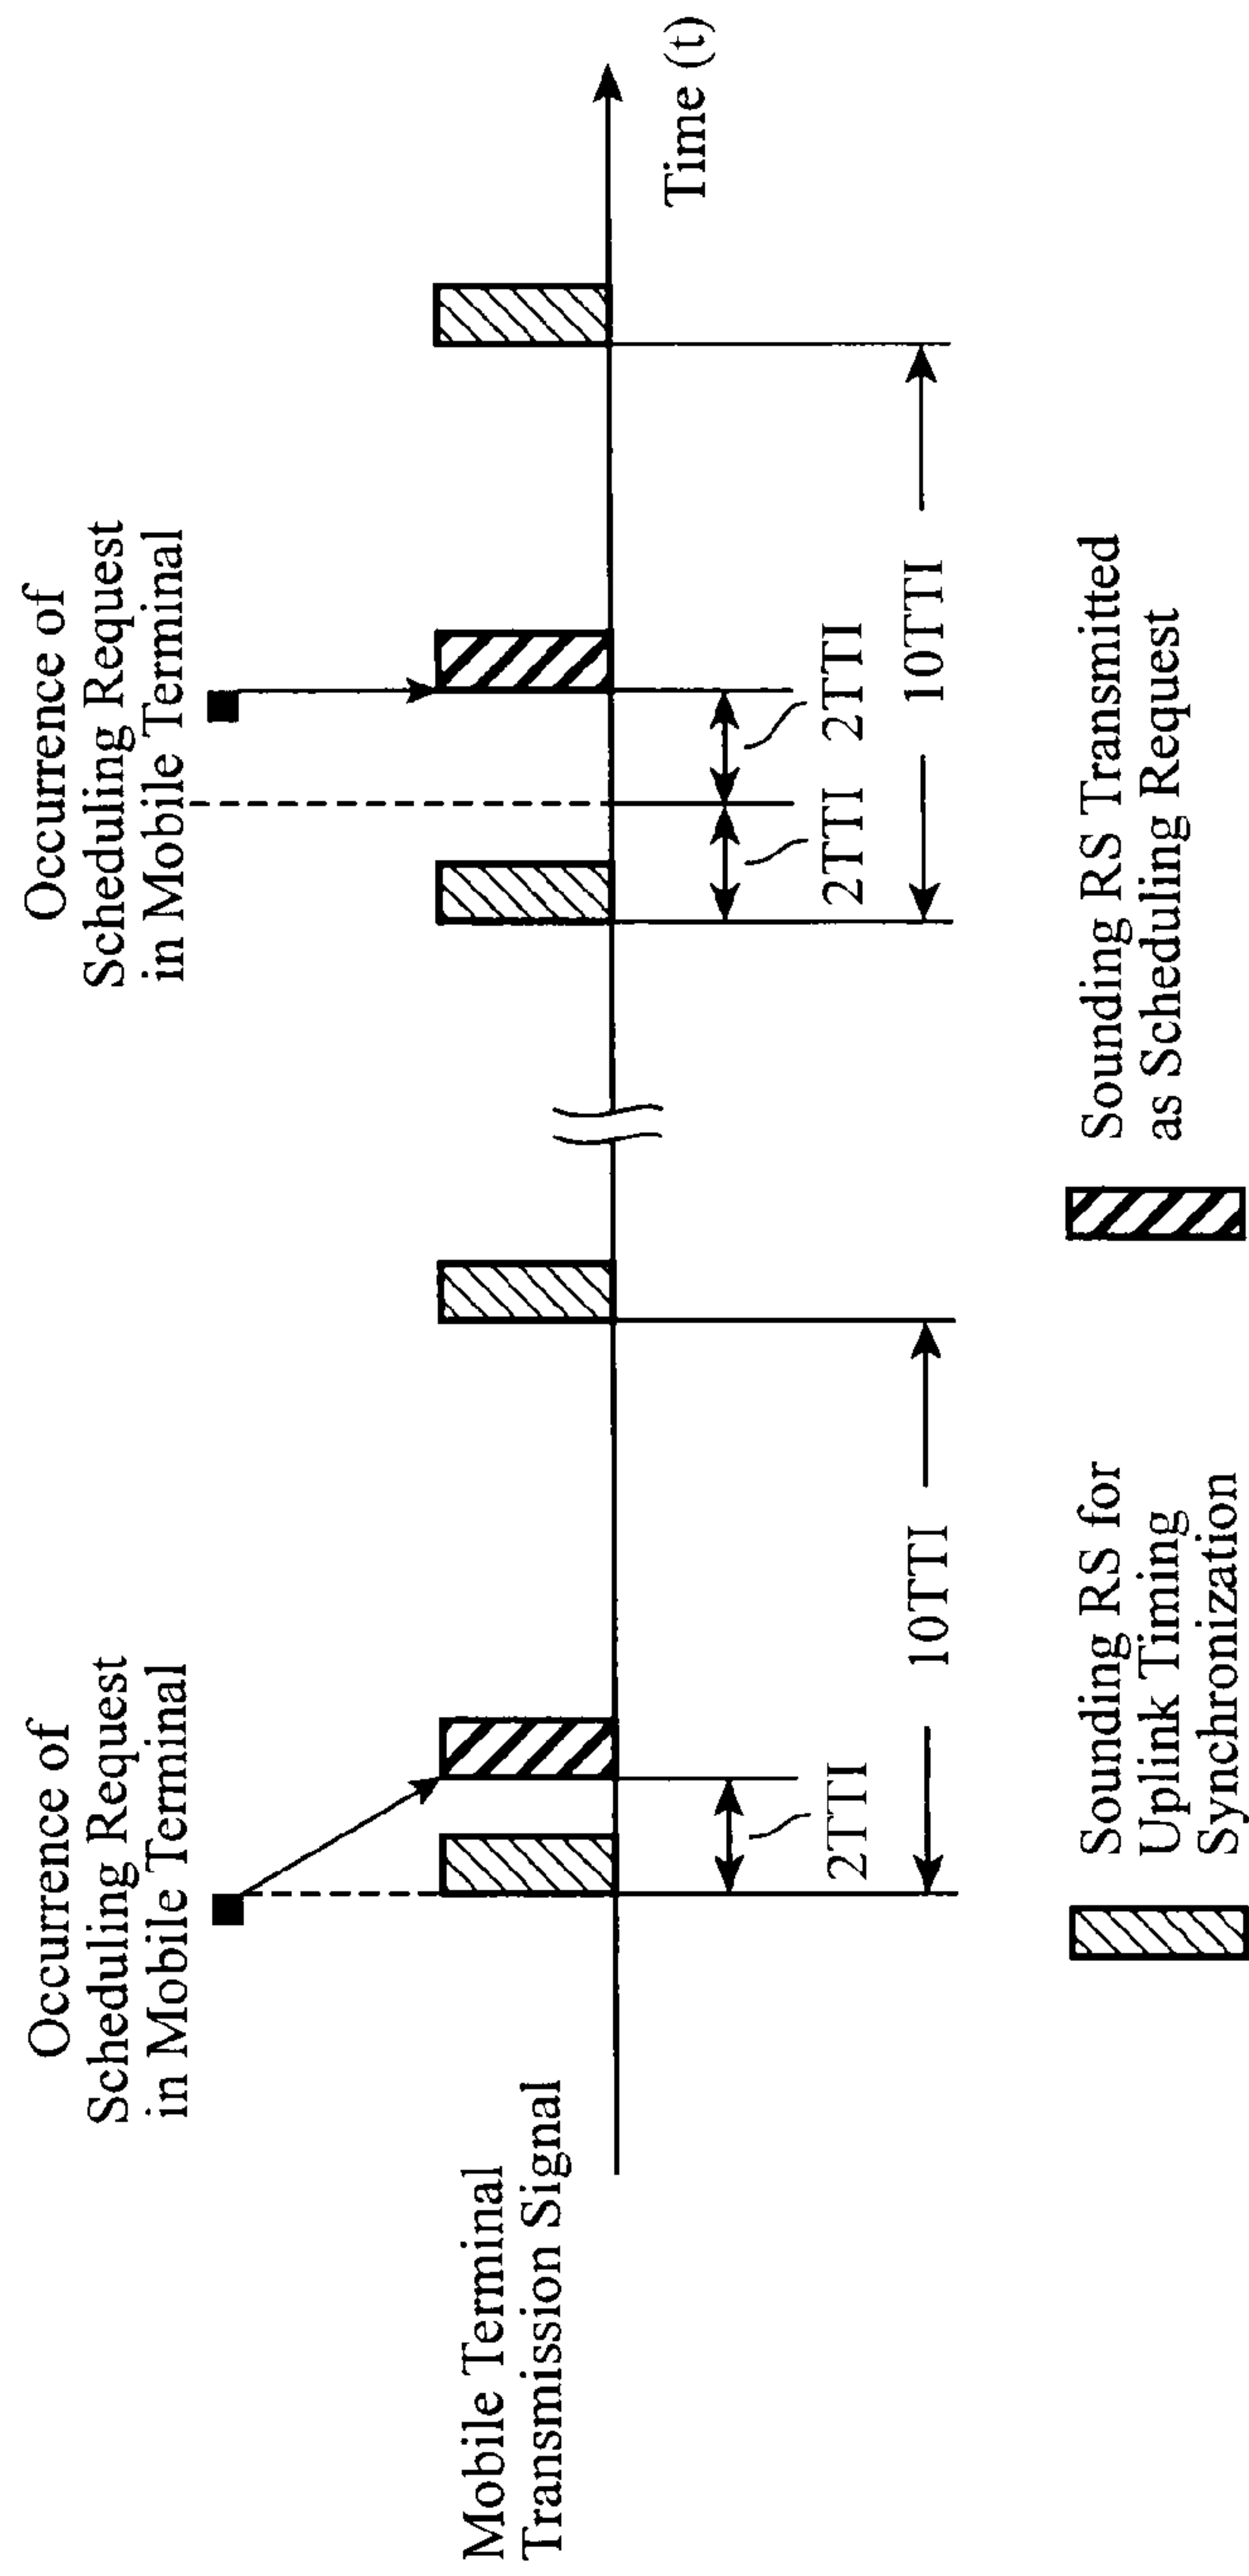 Occurrence of
Scheduling Request
in Mobile Terminal
Occurrence of
Scheduling Request
in Mobile Terminal
Mobile Terminal
Transmission Signal
Time (t)
2TTI
2TTI
2TTI
10TTI
10TTI
Sounding RS for
Uplink Timing
Synchronization
Sounding RS Transmitted
as Scheduling Request